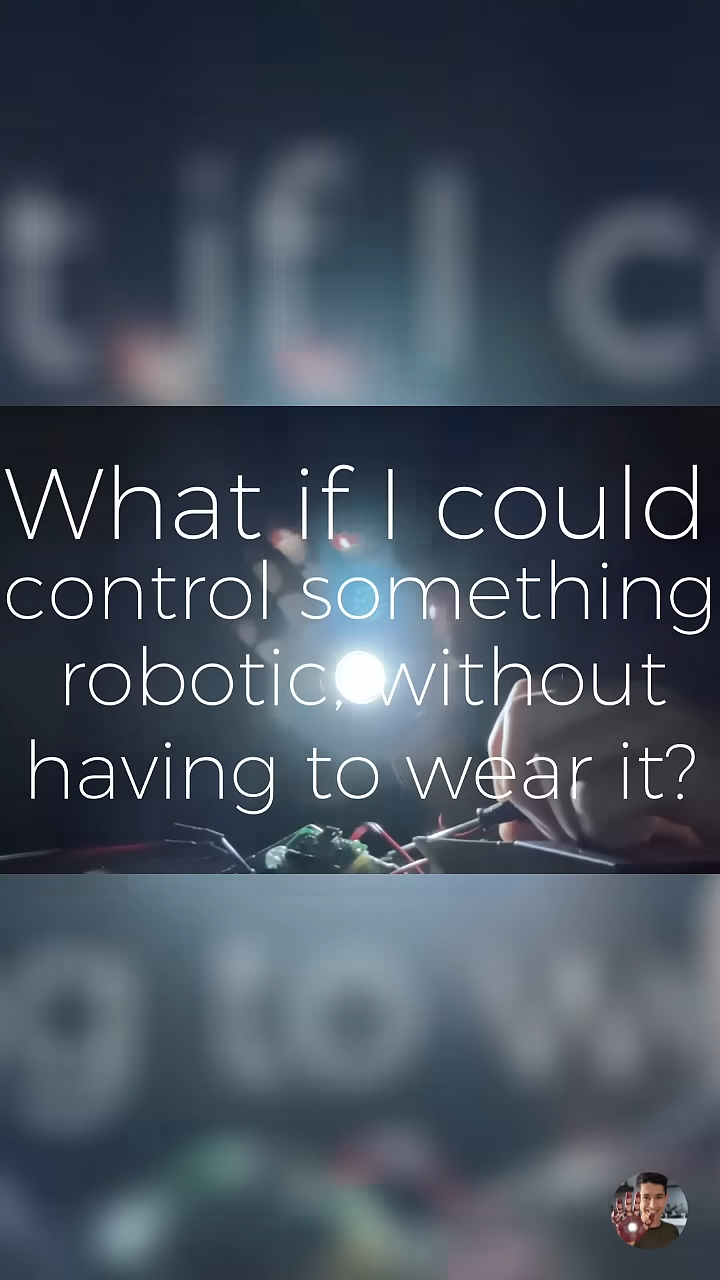 What if I could
control something
robotic, without
having to wear it?